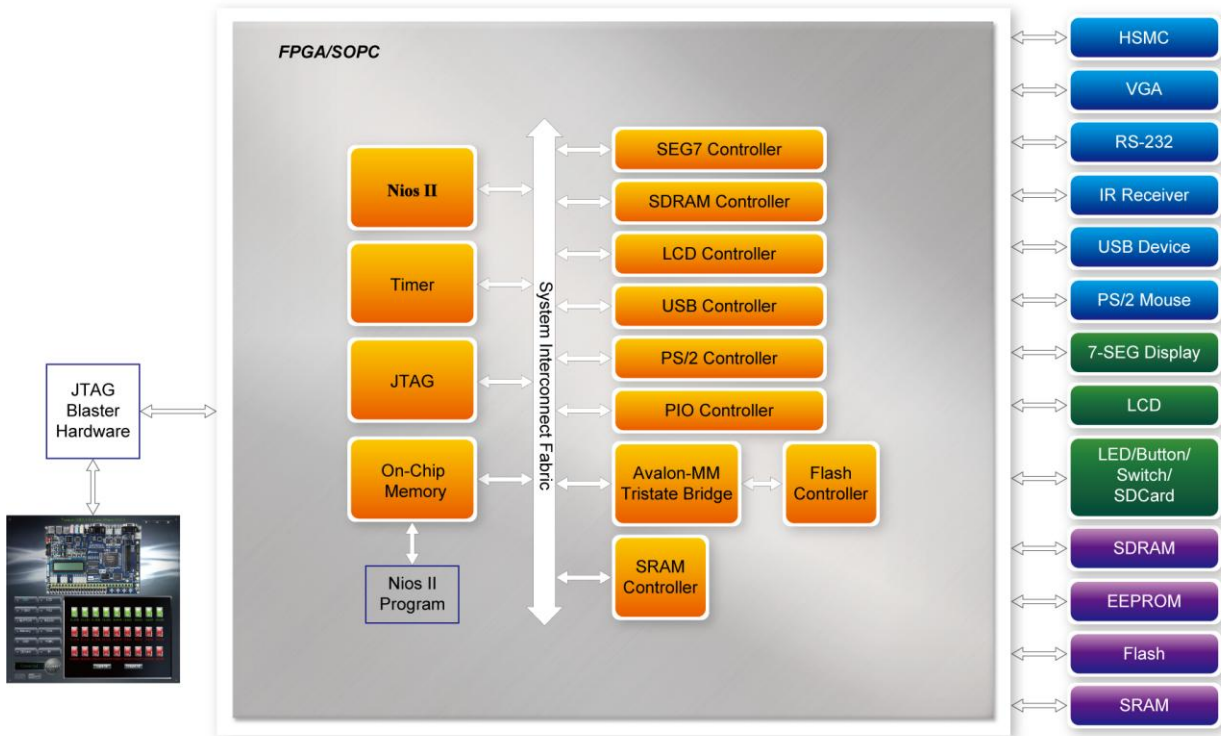 FPGA/SOPC
Nios II
Timer
JTAG
On-Chip
Memory
Nios II
Program
System Interconnect Fabric
SEG7 Controller
SDRAM Controller
LCD Controller
USB Controller
PS/2 Controller
PIO Controller
Avalon-MM
Tristate Bridge
Flash
Controller
SRAM
Controller
JTAG
Blaster
Hardware
HSMC
VGA
RS-232
IR Receiver
USB Device
PS/2 Mouse
7-SEG Display
LCD
LED/Button/
Switch/
SDCard
SDRAM
EEPROM
Flash
SRAM